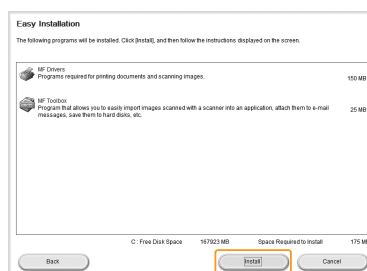 Easy Installation
The following programs will be installed. Click [Install], and then follow the instructions displayed on the screen.
MF Drivers
Programs required for printing documents and scanning images.
150 MB
MF Toolbox
Program that allows you to easily import images scanned with a scanner into an application, attach them to e-mail
messages, save them to hard disks, etc.
25 MB
C : Free Disk Space 167923 MB Space Required to Install 175 MB
Back Install Cancel